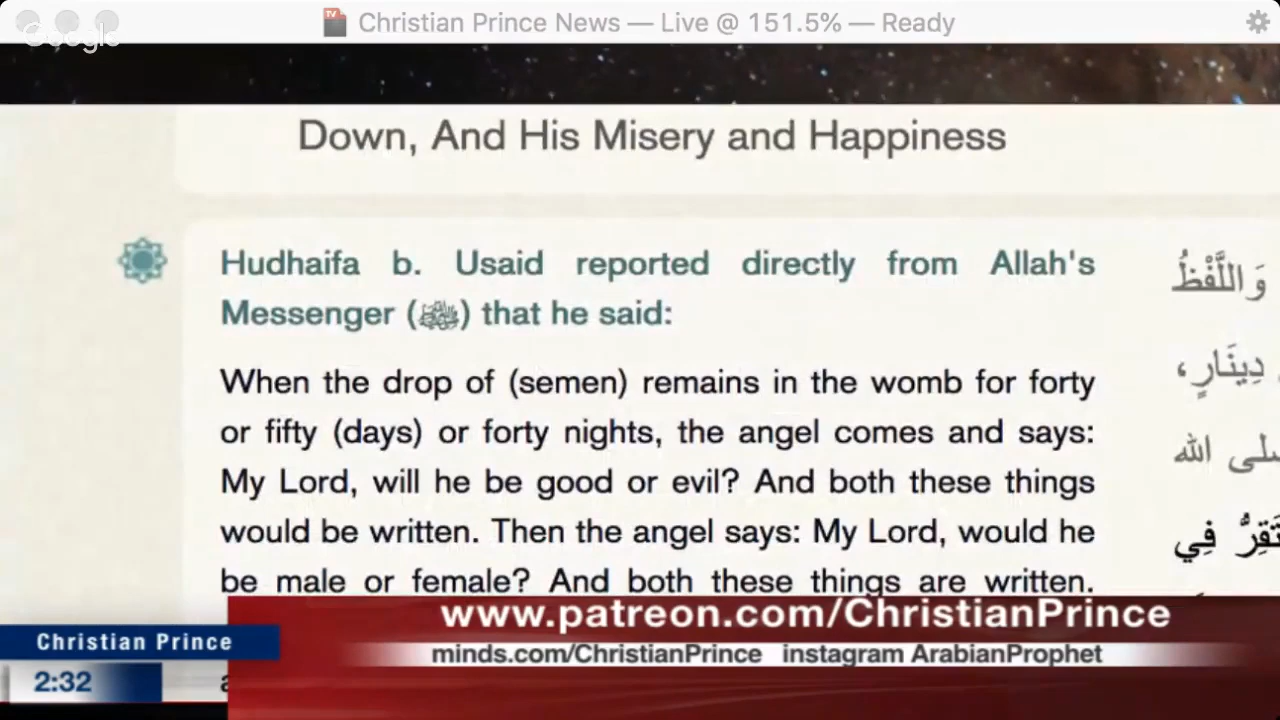 Christian Prince News — Live @ 151.5% — Ready
Google
Down, And His Misery and Happiness
Hudhaifa b. Usaid reported directly from Allah's
Messenger (ﷺ) that he said:
When the drop of (semen) remains in the womb for forty
or fifty (days) or forty nights, the angel comes and says:
My Lord, will he be good or evil? And both these things
would be written. Then the angel says: My Lord, would he
be male or female? And both these things are written.
وَاللَّفْظُ
دِينَارٍ،
صلى الله
فِي
www.patreon.com/ChristianPrince
Christian Prince
minds.com/ChristianPrince instagram ArabianProphet
2:32